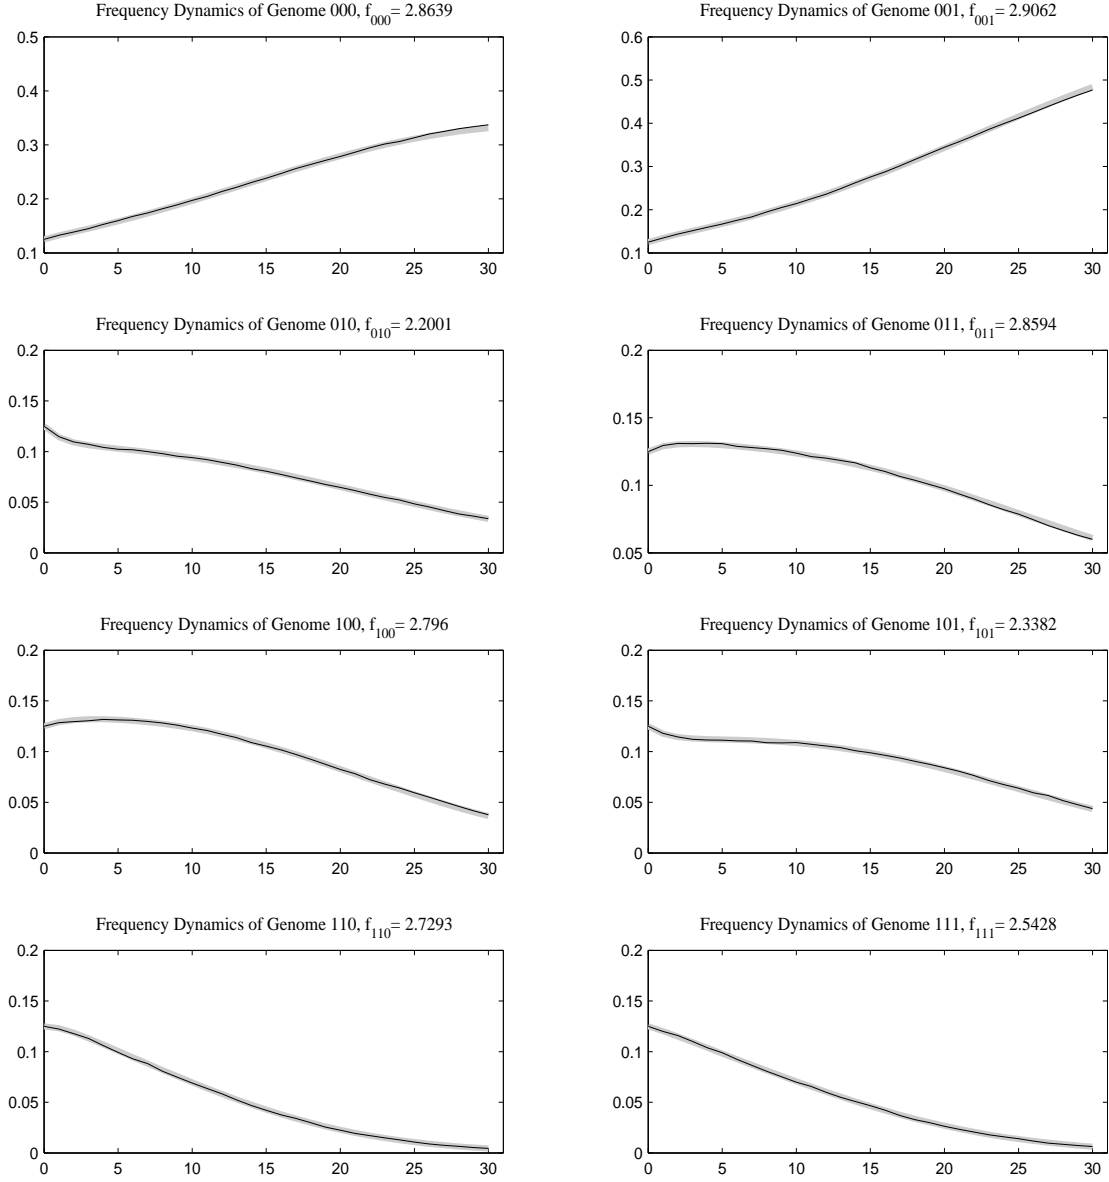 Frequency Dynamics of Genome 000, f000= 2.8639
Frequency Dynamics of Genome 001, f001= 2.9062
0.5
0.4
0.3
0.2
0.1
0 5 10 15 20 25 30
0.6
0.5
0.4
0.3
0.2
0.1
0 5 10 15 20 25 30
Frequency Dynamics of Genome 010, f010= 2.2001
Frequency Dynamics of Genome 011, f011= 2.8594
0.2
0.15
0.1
0.05
0
0 5 10 15 20 25 30
0.2
0.15
0.1
0.05
0 5 10 15 20 25 30
Frequency Dynamics of Genome 100, f100= 2.796
Frequency Dynamics of Genome 101, f101= 2.3382
0.2
0.15
0.1
0.05
0
0 5 10 15 20 25 30
0.2
0.15
0.1
0.05
0
0 5 10 15 20 25 30
Frequency Dynamics of Genome 110, f110= 2.7293
Frequency Dynamics of Genome 111, f111= 2.5428
0.2
0.15
0.1
0.05
0
0 5 10 15 20 25 30
0.2
0.15
0.1
0.05
0
0 5 10 15 20 25 30